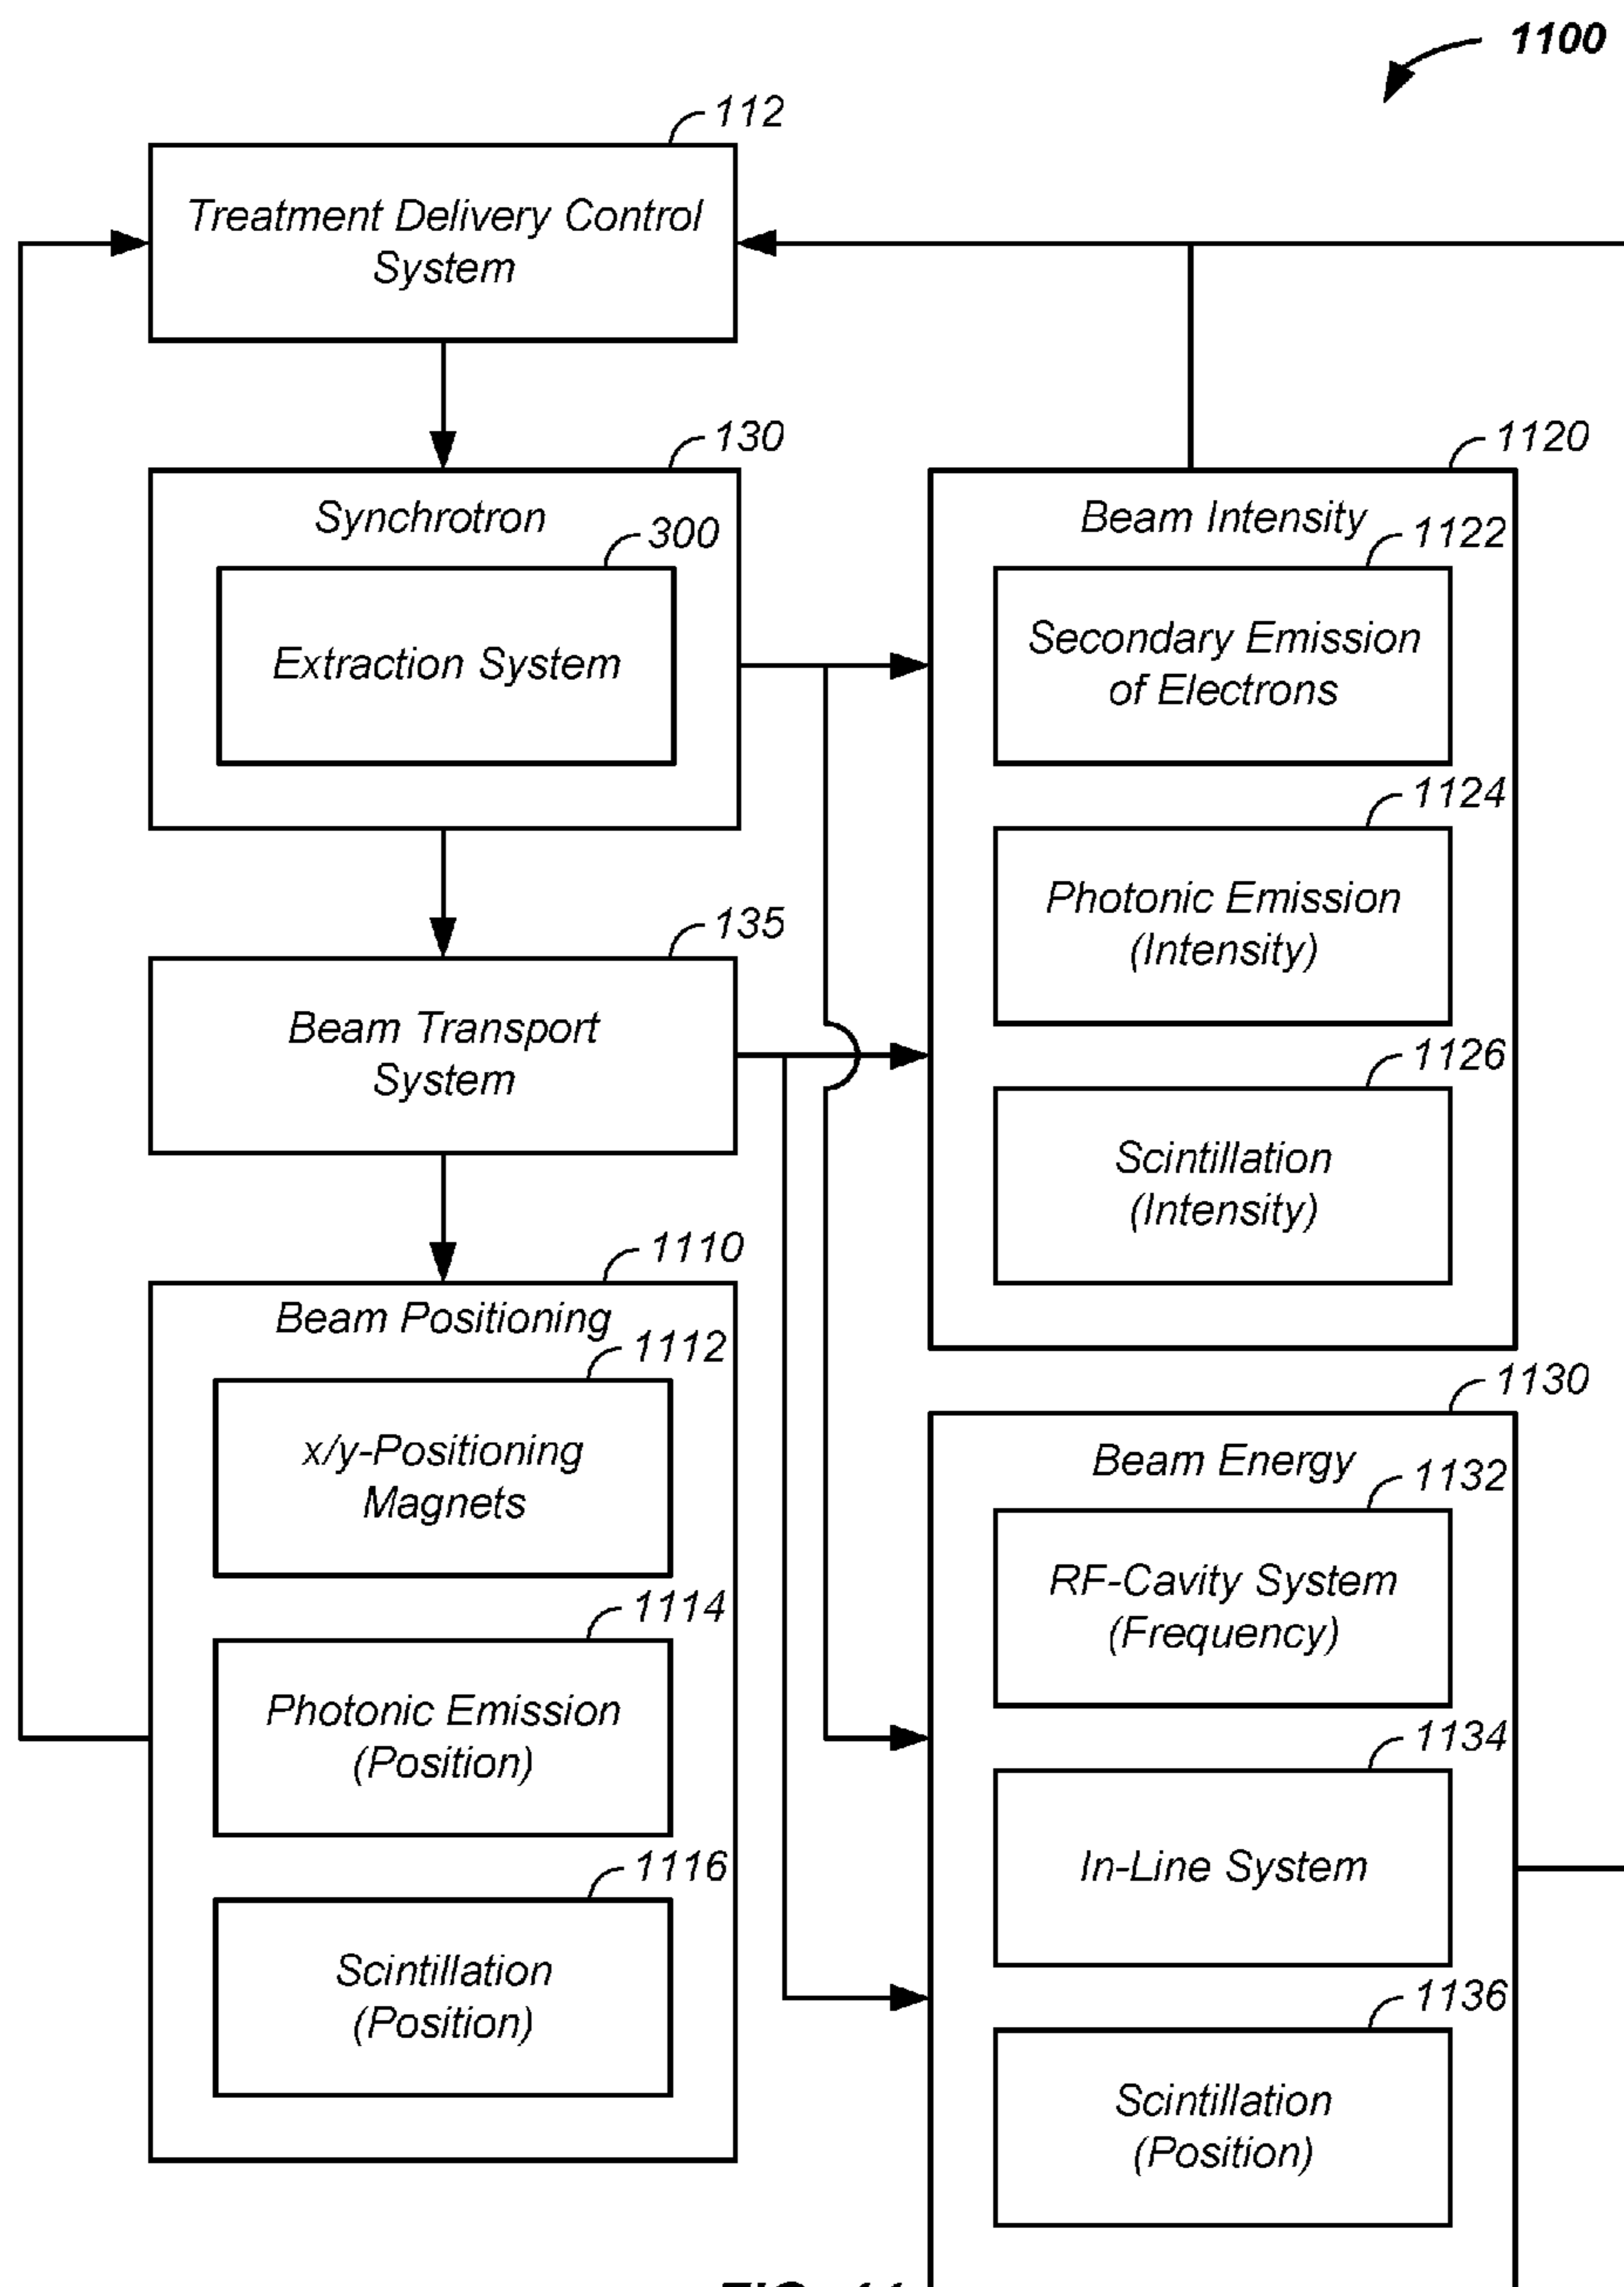 1100
112
Treatment Delivery Control
System
130
Synchrotron
300
Extraction System
135
Beam Transport
System
1110
Beam Positioning
1112
x/y-Positioning
Magnets
1114
Photonic Emission
(Position)
1116
Scintillation
(Position)
1120
Beam Intensity
1122
Secondary Emission
of Electrons
1124
Photonic Emission
(Intensity)
1126
Scintillation
(Intensity)
1130
Beam Energy
1132
RF-Cavity System
(Frequency)
1134
In-Line System
1136
Scintillation
(Position)